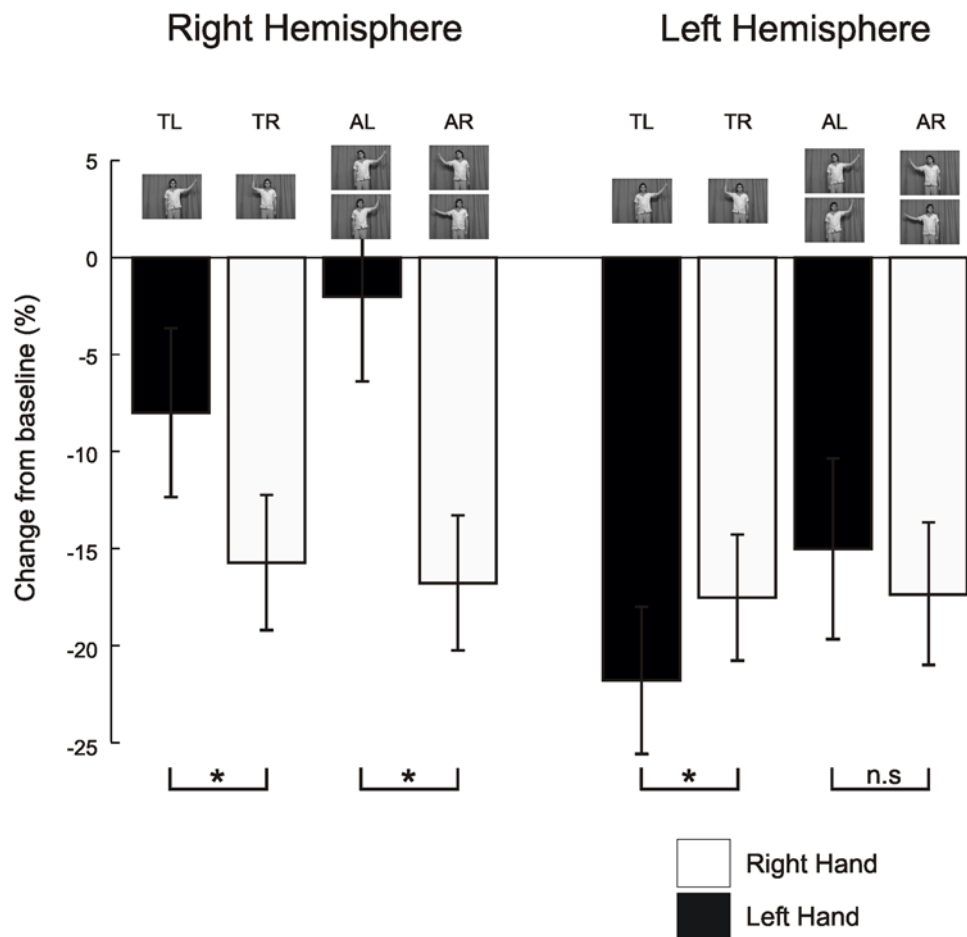 Right Hemisphere Left Hemisphere
TL TR AL AR TL TR AL AR
5
0
-5
-10
-15
-20
-25
Change from baseline (%)
* * * n.s
Right Hand
Left Hand